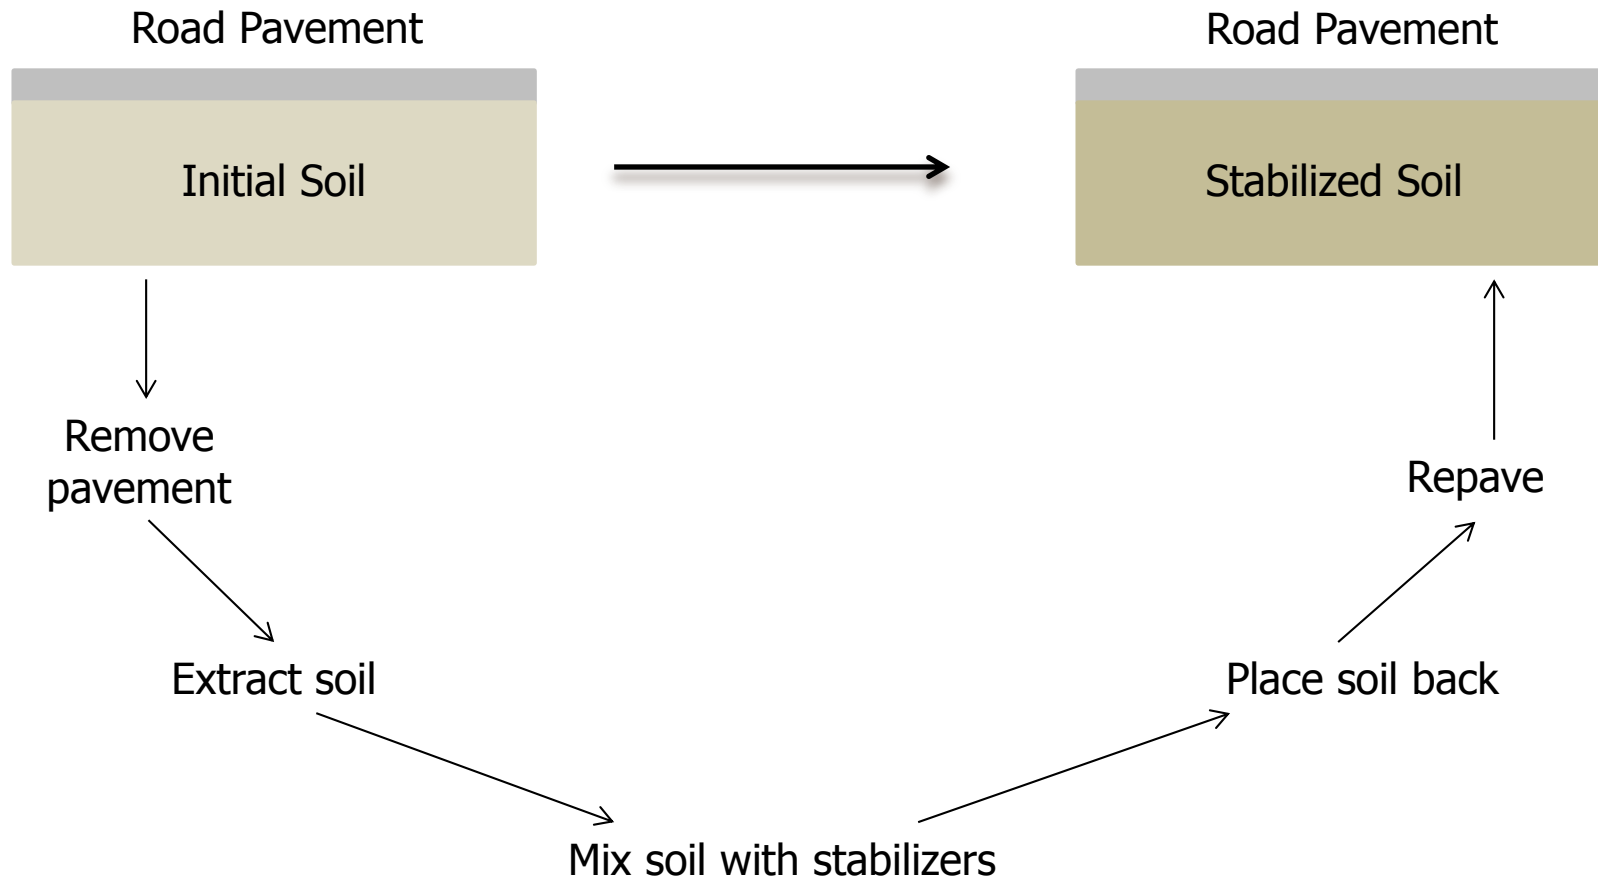 Road Pavement
Road Pavement
Initial Soil
Stabilized Soil
Remove
pavement
Repave
Extract soil
Place soil back
Mix soil with stabilizers